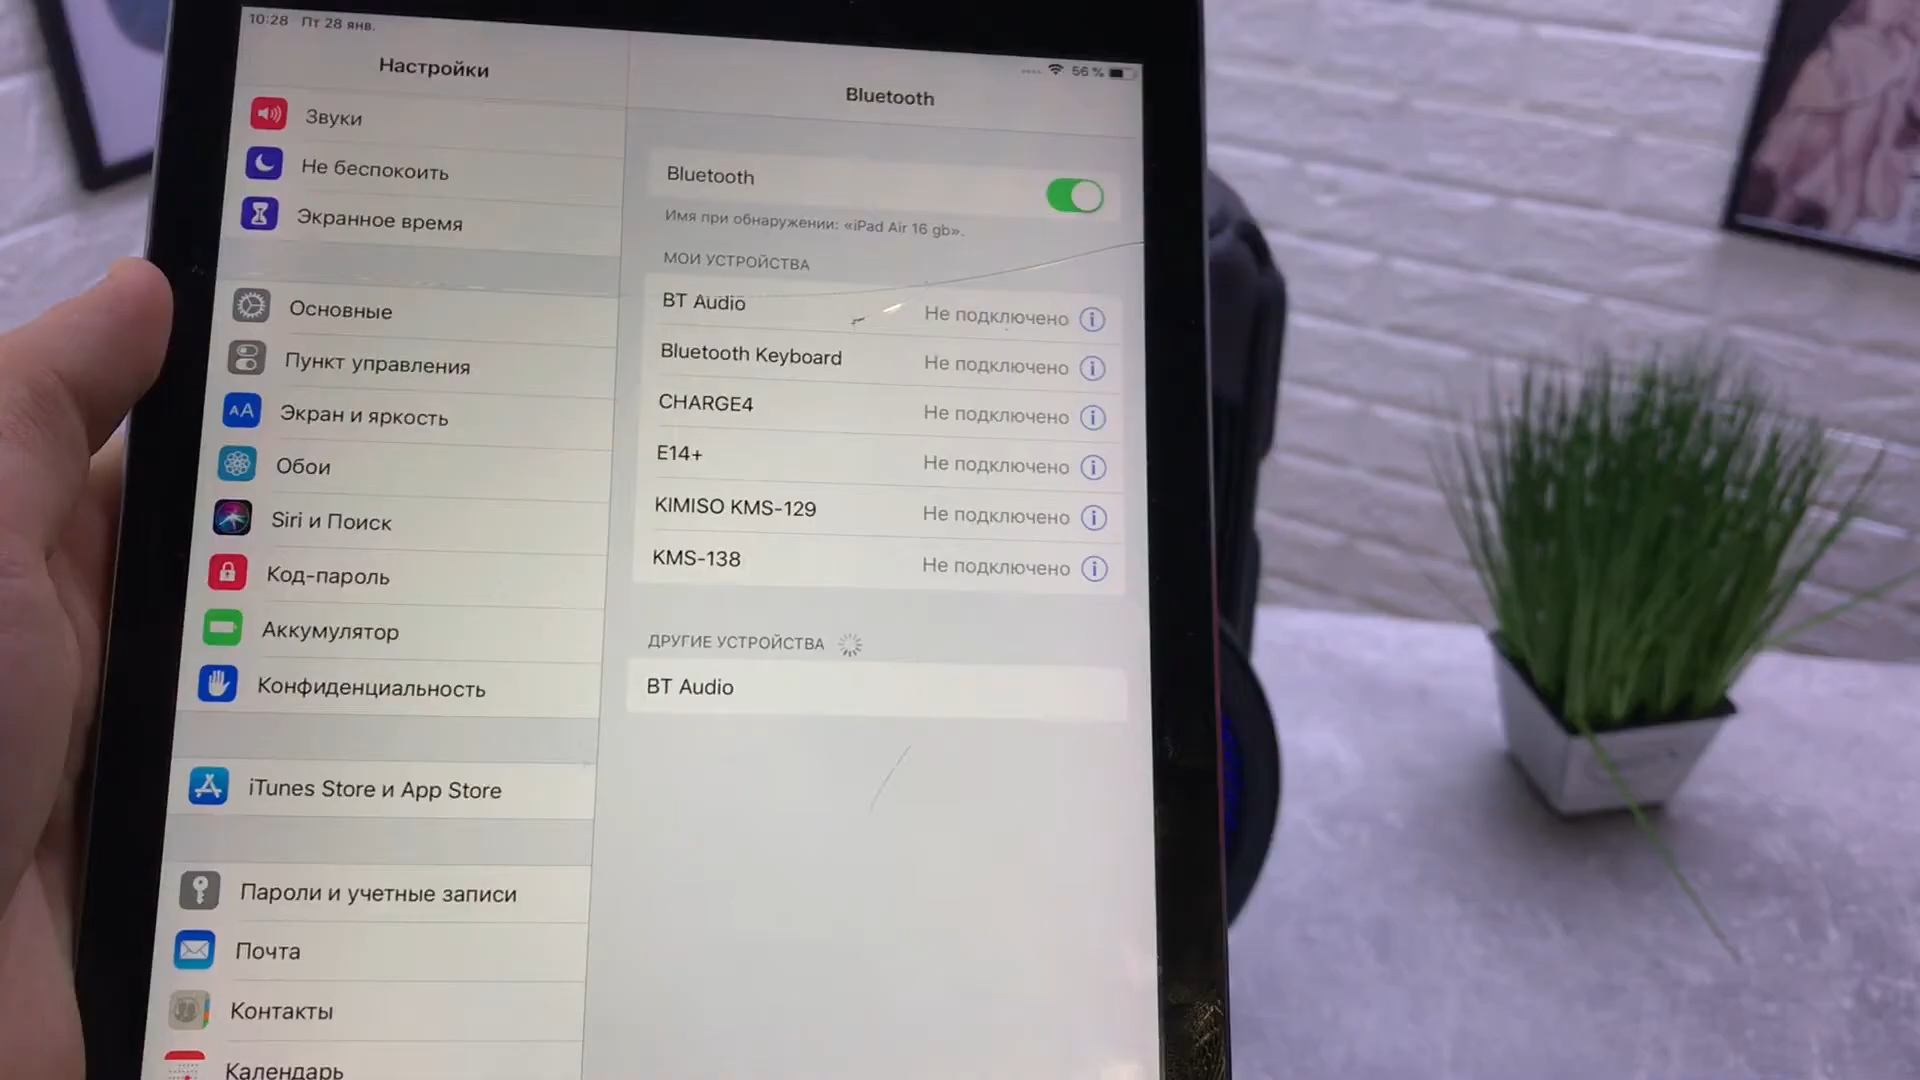 10:28 Пт 28 янв.
56 %
Настройки
Звуки
Не беспокоить
Экранное время
Основные
Пункт управления
AA
Экран и яркость
Обои
Siri и Поиск
Код-пароль
Аккумулятор
Конфиденциальность
iTunes Store и App Store
Пароли и учетные записи
Почта
Контакты
Календарь
Bluetooth
Bluetooth
Имя при обнаружении: «iPad Air 16 gb».
МОИ УСТРОЙСТВА
BT Audio Не подключено
Bluetooth Keyboard Не подключено
CHARGE4 Не подключено
E14+ Не подключено
KIMISO KMS-129 Не подключено
KMS-138 Не подключено
ДРУГИЕ УСТРОЙСТВА
BT Audio